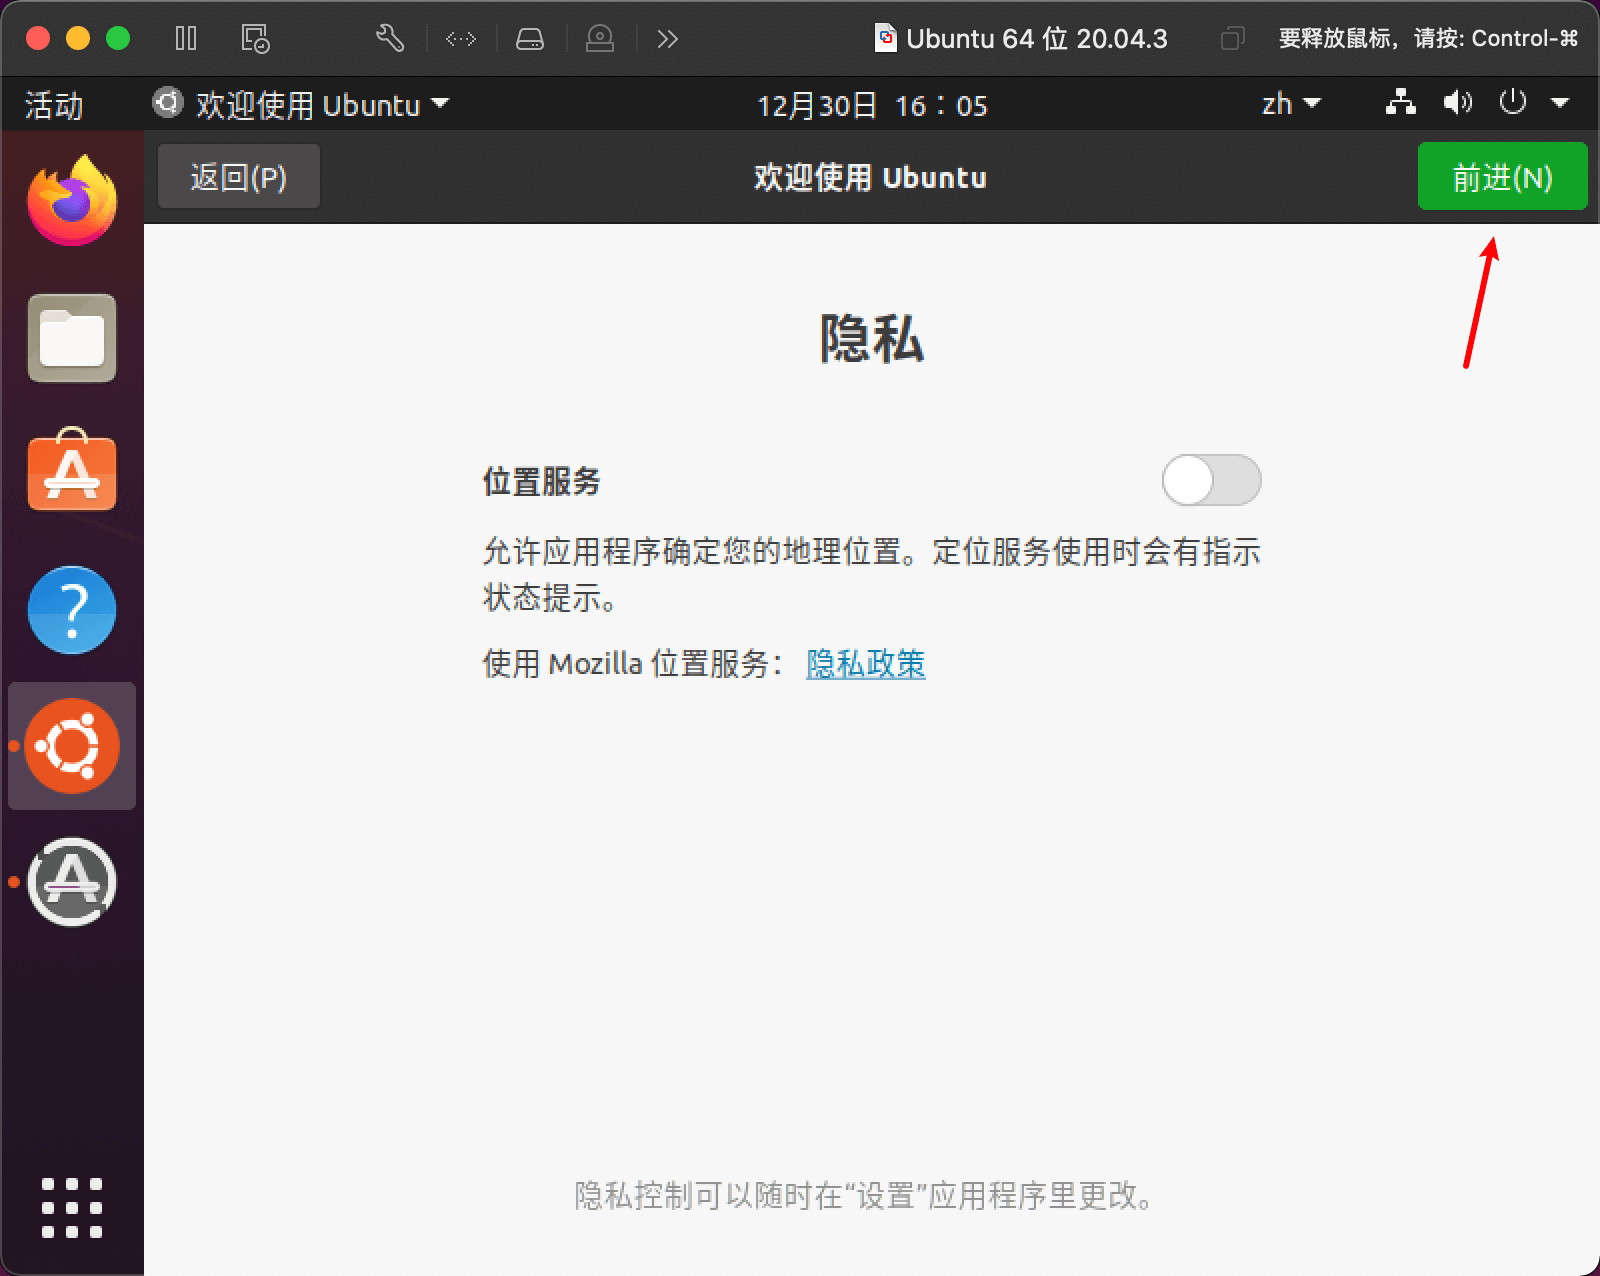 Ubuntu 64 位 20.04.3
要释放鼠标，请按: Control-⌘
活动
欢迎使用 Ubuntu
12月30日 16：05
zh
返回(P)
欢迎使用 Ubuntu
前进(N)
隐私
位置服务
允许应用程序确定您的地理位置。定位服务使用时会有指示
状态提示。
使用 Mozilla 位置服务： 隐私政策
隐私控制可以随时在“设置”应用程序里更改。